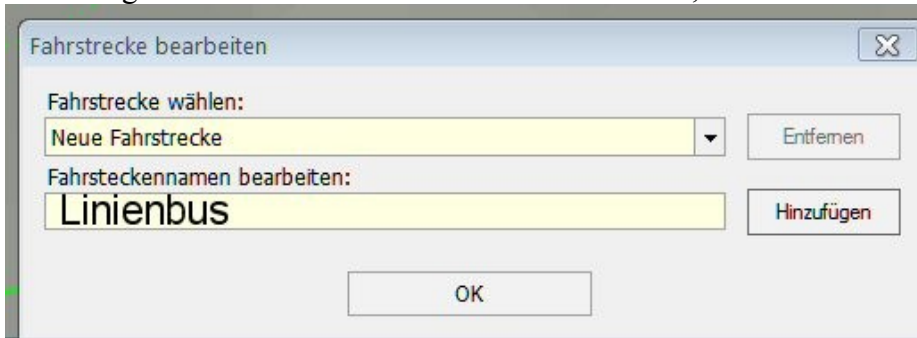 Fahrstrecke bearbeiten
Fahrstrecke wählen:
Neue Fahrstrecke
Entfernen
Fahrsteckennamen bearbeiten:
Linienbus
Hinzufügen
OK